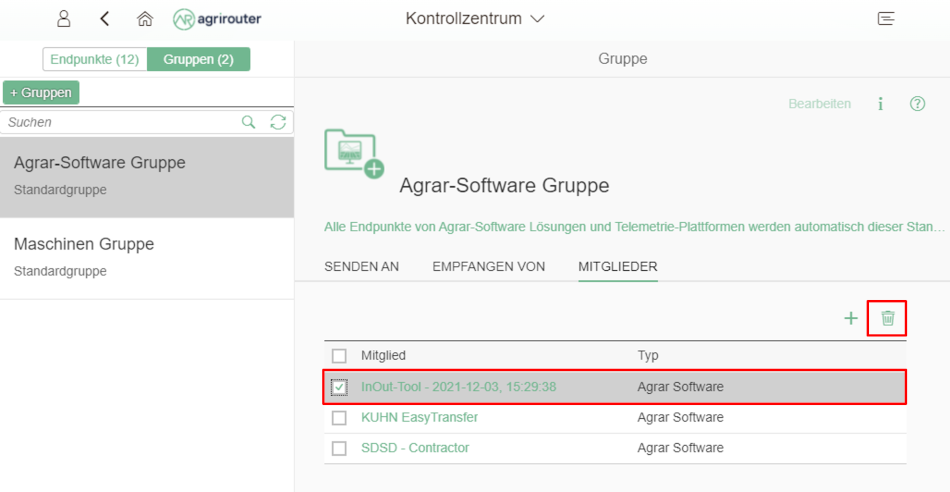 agrirouter
Kontrollzentrum
Endpunkte (12)
Gruppen (2)
Gruppe
+ Gruppen
Bearbeiten
Suchen
Agrar-Software Gruppe
Standardgruppe
Maschinen Gruppe
Standardgruppe
Agrar-Software Gruppe
Alle Endpunkte von Agrar-Software Lösungen und Telemetrie-Plattformen werden automatisch dieser Stan...
SENDEN AN
EMPFANGEN VON
MITGLIEDER
Mitglied Typ
InOut-Tool - 2021-12-03, 15:29:38 Agrar Software
KUHN EasyTransfer Agrar Software
SDSD - Contractor Agrar Software